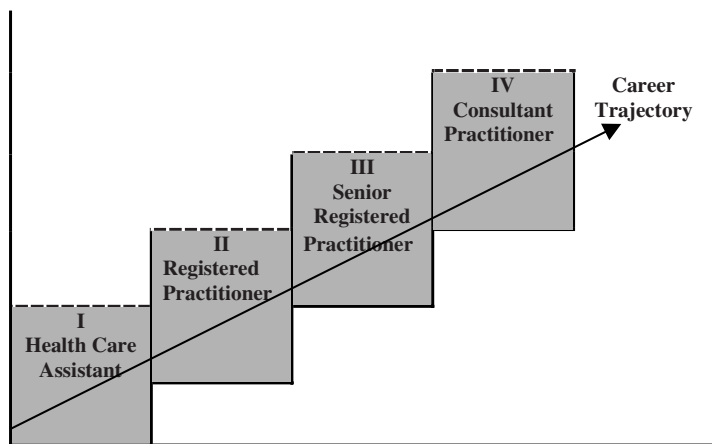 I
Health Care
Assistant
II
Registered
Practitioner
III
Senior
Registered
Practitioner
IV
Consultant
Practitioner
Career
Trajectory